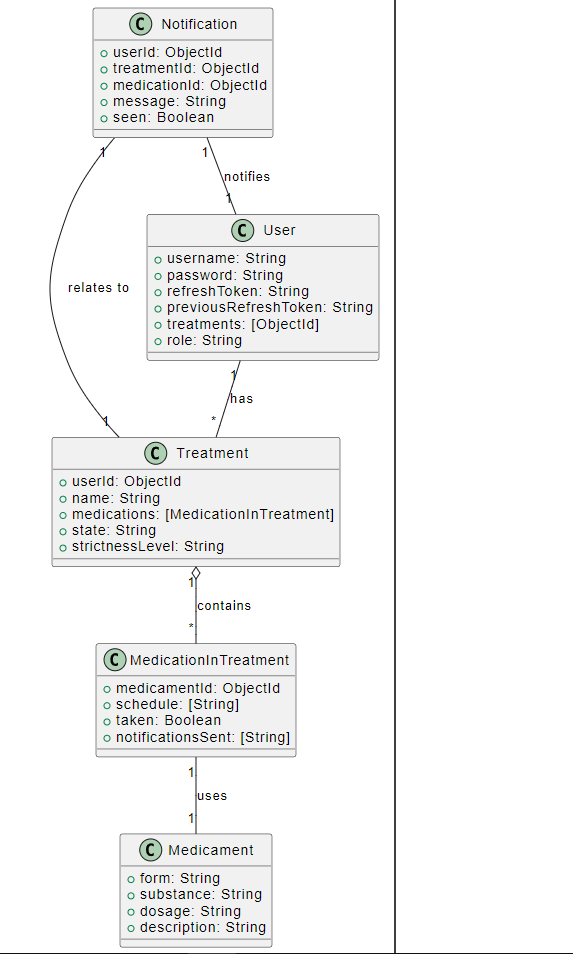 C Notification
userId: ObjectId
treatmentId: ObjectId
medicationId: ObjectId
message: String
seen: Boolean
1
1
notifies
1
C User
username: String
password: String
refreshToken: String
previousRefreshToken: String
treatments: [ObjectId]
role: String
relates to
1
has
*
1
C Treatment
userId: ObjectId
name: String
medications: [MedicationInTreatment]
state: String
strictnessLevel: String
1
contains
*
C MedicationInTreatment
medicamentId: ObjectId
schedule: [String]
taken: Boolean
notificationsSent: [String]
1
uses
1
C Medicament
form: String
substance: String
dosage: String
description: String